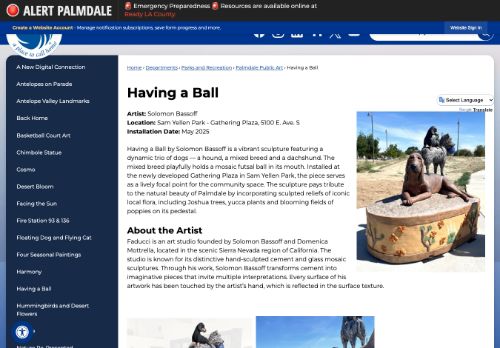 ALERT PALMDALE
🚨 Emergency Preparedness 🚨 Resources are available online at
Ready LA County.
Create a Website Account - Manage notification subscriptions, save form progress and more.
Website Sign In
a place to call home
Select Language
Google Translate
A New Digital Connection
Antelopes on Parade
Antelope Valley Landmarks
Back Home
Basketball Court Art
Chimbole Statue
Cosmo
Desert Bloom
Facing the Sun
Fire Station 93 & 136
Floating Dog and Flying Cat
Four Seasonal Paintings
Harmony
Having a Ball
Hummingbirds and Desert
Flowers
Home › Departments › Parks and Recreation › Palmdale Public Art › Having a Ball
Having a Ball
Artist: Solomon Bassoff
Location: Sam Yellen Park - Gathering Plaza, 5100 E. Ave. S
Installation Date: May 2025
Having a Ball by Solomon Bassoff is a vibrant sculpture featuring a
dynamic trio of dogs — a hound, a mixed breed and a dachshund. The
mixed breed playfully holds a mosaic futsal ball in its mouth. Installed at
the newly developed Gathering Plaza in Sam Yellen Park, the piece serves
as a lively focal point for the community space. The sculpture pays tribute
to the natural beauty of Palmdale by incorporating sculpted reliefs of iconic
local flora, including Joshua trees, yucca plants and blooming fields of
poppies on its pedestal.
About the Artist
Faducci is an art studio founded by Solomon Bassoff and Domenica
Mottrella, located in the scenic Sierra Nevada region of California. The
studio is known for its distinctive hand-sculpted cement and glass mosaic
sculptures. Through his work, Solomon Bassoff transforms cement into
imaginative pieces that invite multiple interpretations. Every surface of his
artwork has been touched by the artist's hand, which is reflected in the surface texture.